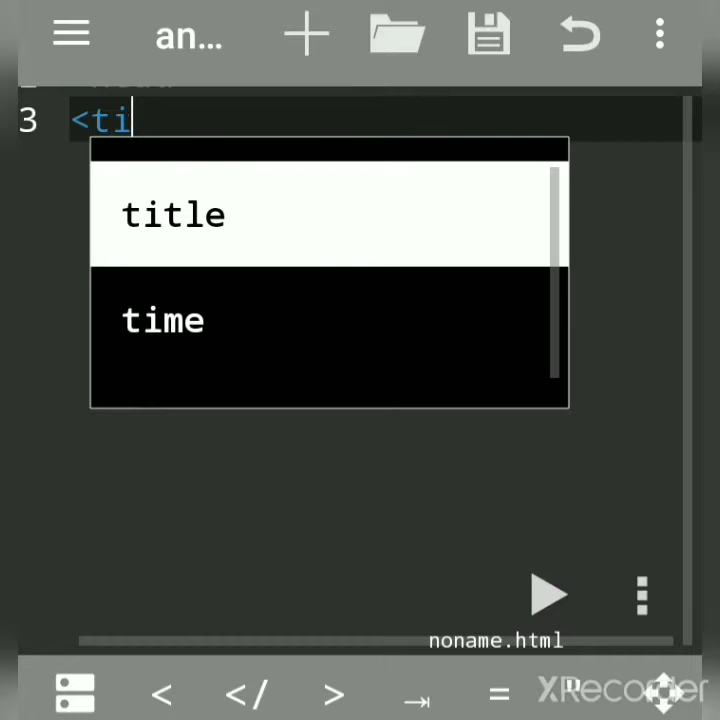 an...
3 <ti
title
time
noname.html
< </ > ⇥ = "
XRecorder